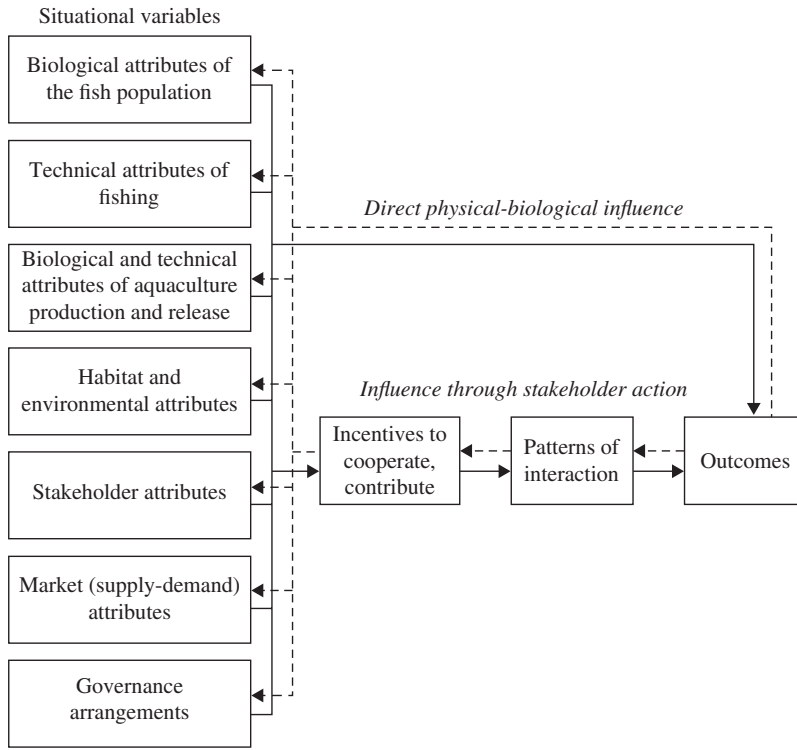 Situational variables
Biological attributes of
the fish population
Technical attributes of
fishing
Biological and technical
attributes of aquaculture
production and release
Habitat and
environmental attributes
Stakeholder attributes
Market (supply-demand)
attributes
Governance
arrangements
Direct physical-biological influence
Influence through stakeholder action
Incentives to
cooperate,
contribute
Patterns of
interaction
Outcomes